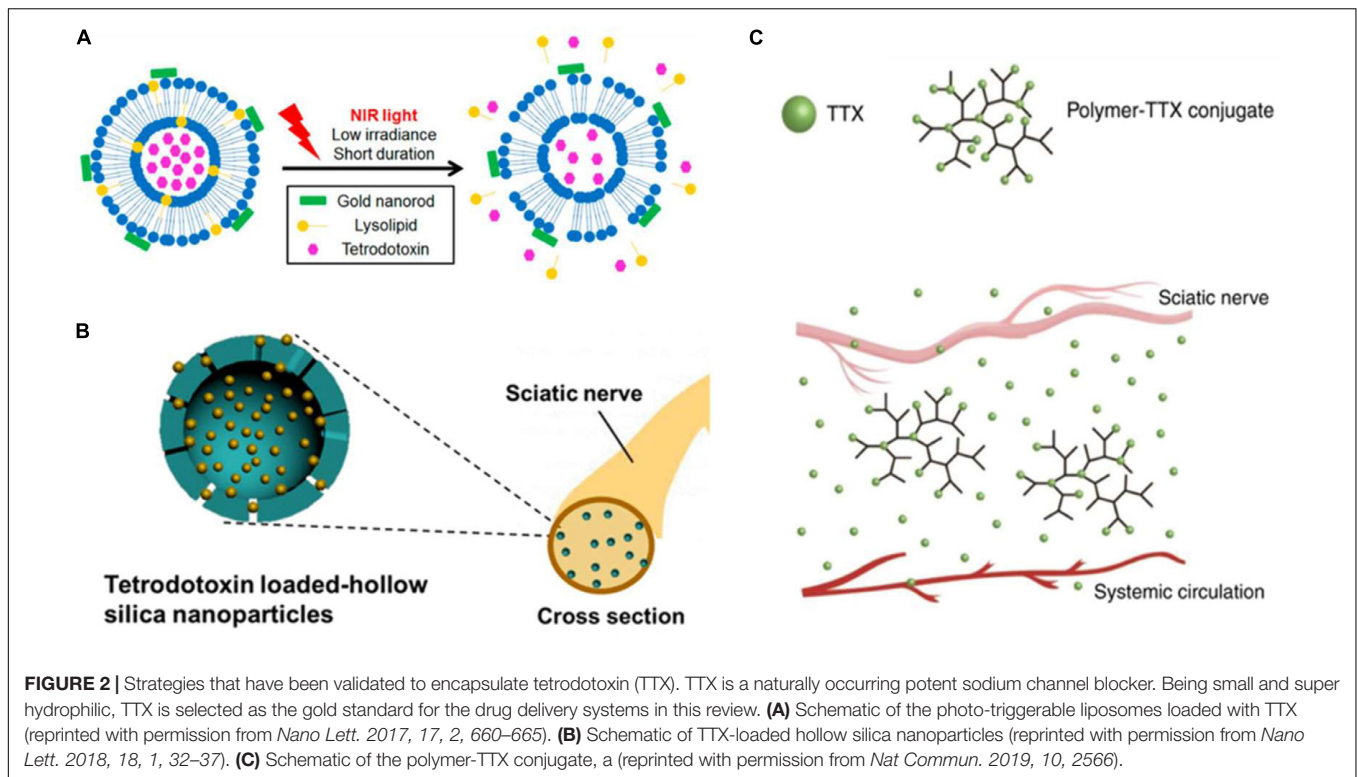 A
NIR light
Low irradiance
Short duration
Gold nanorod
Lysolipid
Tetrodotoxin
B
Sciatic nerve
Tetrodotoxin loaded-hollow
silica nanoparticles
Cross section
C
TTX
Polymer-TTX conjugate
Sciatic nerve
Systemic circulation
FIGURE 2 | Strategies that have been validated to encapsulate tetrodotoxin (TTX). TTX is a naturally occurring potent sodium channel blocker. Being small and super
hydrophilic, TTX is selected as the gold standard for the drug delivery systems in this review. (A) Schematic of the photo-triggerable liposomes loaded with TTX
(reprinted with permission from Nano Lett. 2017, 17, 2, 660–665). (B) Schematic of TTX-loaded hollow silica nanoparticles (reprinted with permission from Nano
Lett. 2018, 18, 1, 32–37). (C) Schematic of the polymer-TTX conjugate, a (reprinted with permission from Nat Commun. 2019, 10, 2566).